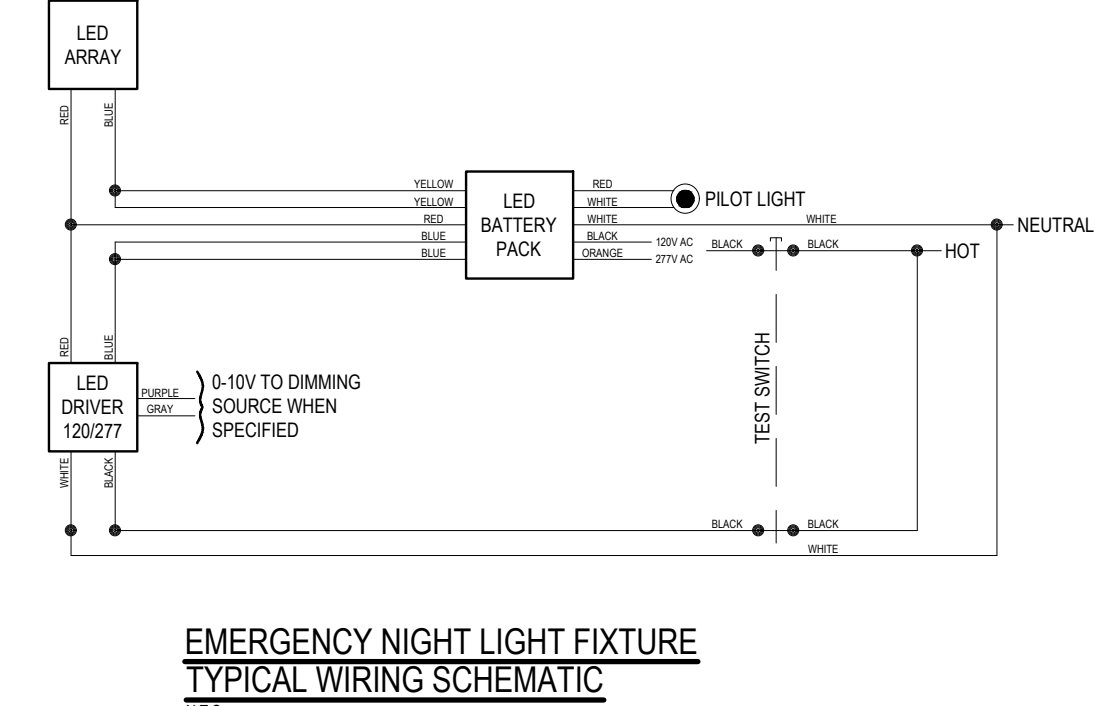 LED
ARRAY
RED
BLUE
YELLOW
YELLOW
RED
BLUE
BLUE
LED
BATTERY
PACK
RED
WHITE
WHITE
BLACK
ORANGE
PILOT LIGHT
120V AC
277V AC
WHITE
NEUTRAL
BLACK
BLACK
HOT
RED
BLUE
LED
DRIVER
120/277
PURPLE
GRAY
0-10V TO DIMMING
SOURCE WHEN
SPECIFIED
TEST SWITCH
WHITE
BLACK
BLACK
BLACK
WHITE
EMERGENCY NIGHT LIGHT FIXTURE
TYPICAL WIRING SCHEMATIC